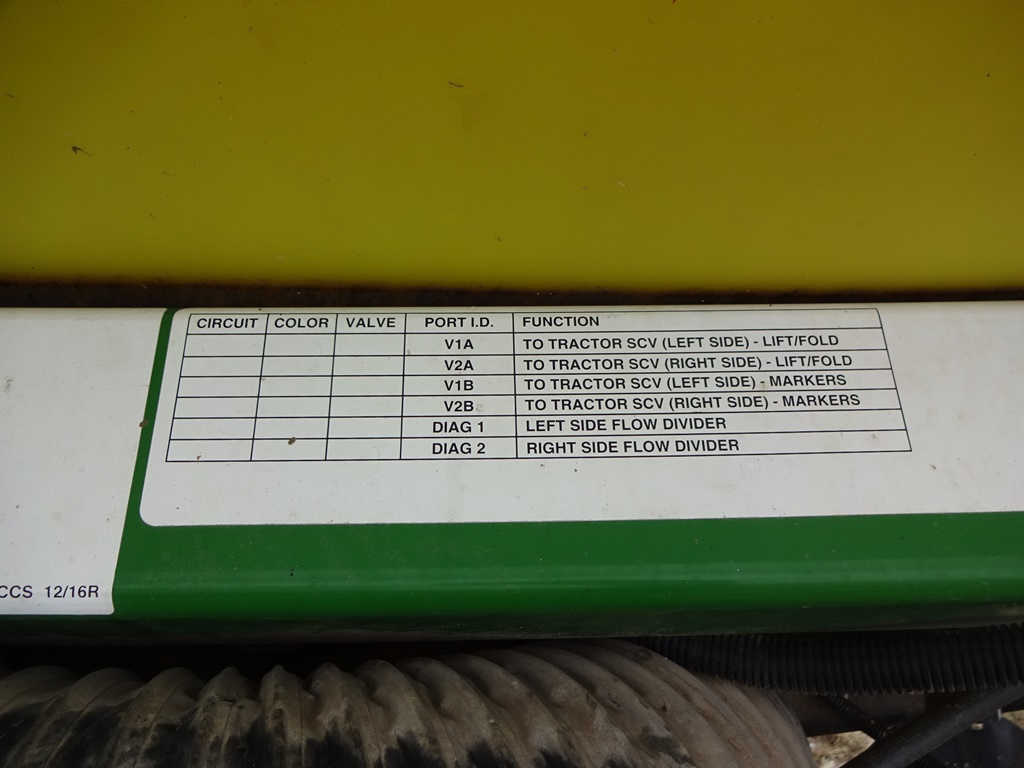 CIRCUIT COLOR VALVE PORT I.D. FUNCTION
V1A TO TRACTOR SCV (LEFT SIDE) - LIFT/FOLD
V2A TO TRACTOR SCV (RIGHT SIDE) - LIFT/FOLD
V1B TO TRACTOR SCV (LEFT SIDE) - MARKERS
V2B TO TRACTOR SCV (RIGHT SIDE) - MARKERS
DIAG 1 LEFT SIDE FLOW DIVIDER
DIAG 2 RIGHT SIDE FLOW DIVIDER
CCS 12/16R